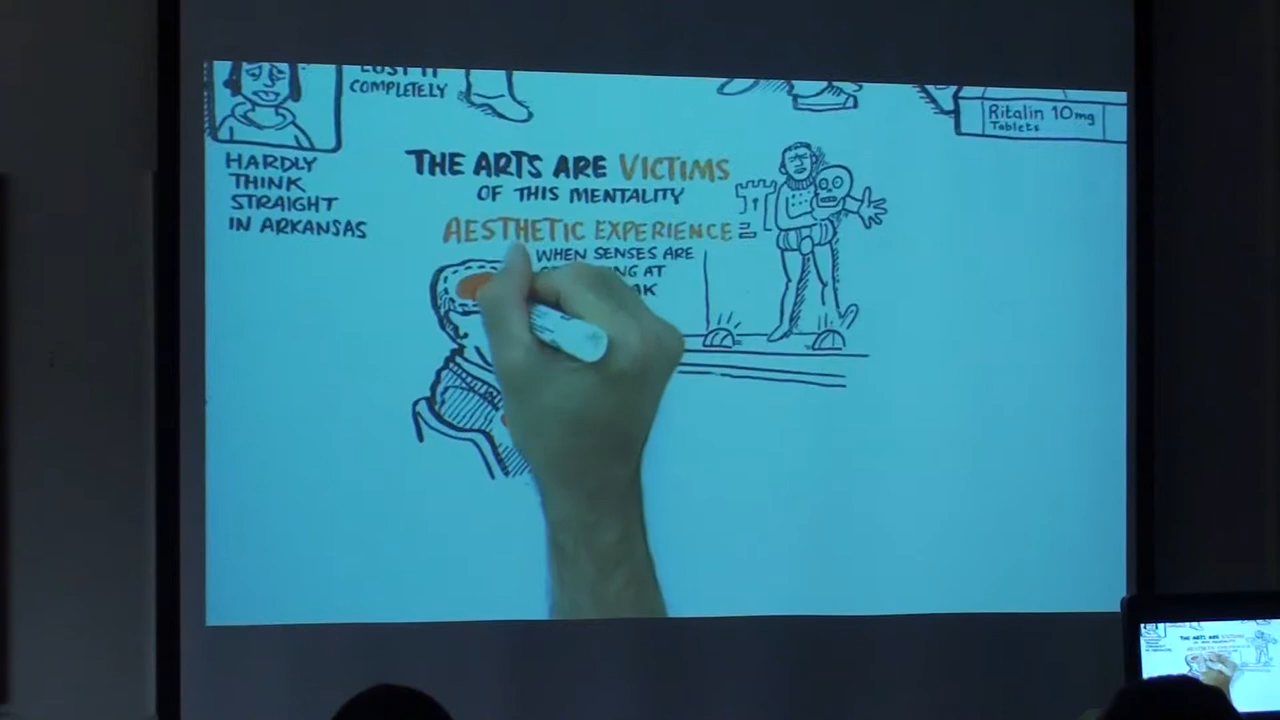 COMPLETELY
Ritalin 10mg
Tablets
HARDLY
THINK
STRAIGHT
IN ARKANSAS
THE ARTS ARE VICTIMS
OF THIS MENTALITY
AESTHETIC EXPERIENCE
WHEN SENSES ARE
AT